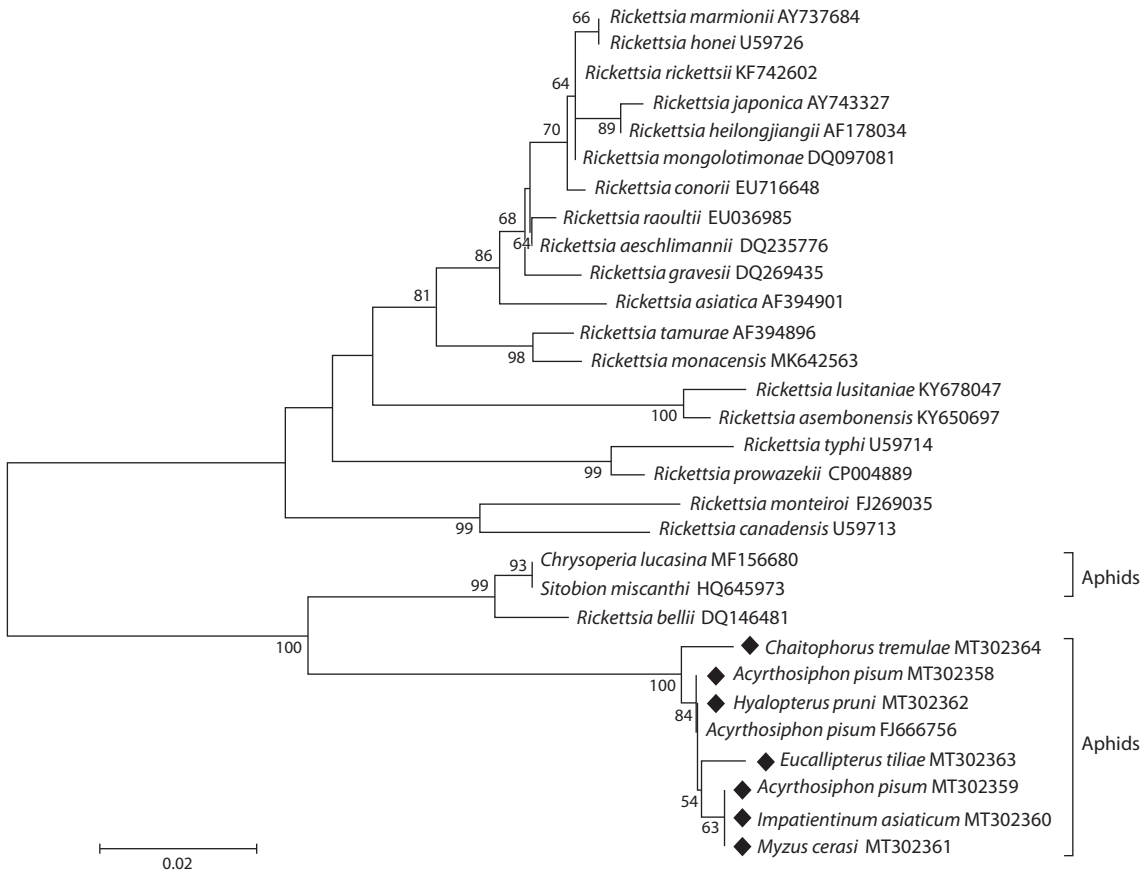 66
Rickettsia marmionii AY737684
Rickettsia honei U59726
Rickettsia rickettsii KF742602
64
Rickettsia japonica AY743327
89
Rickettsia heilongjiangii AF178034
70
Rickettsia mongolotimonae DQ097081
Rickettsia conorii EU716648
68
Rickettsia raoultii EU036985
64
Rickettsia aeschlimannii DQ235776
86
Rickettsia gravesii DQ269435
81
Rickettsia asiatica AF394901
Rickettsia tamurae AF394896
98
Rickettsia monacensis MK642563
Rickettsia lusitaniae KY678047
100
Rickettsia asembonensis KY650697
Rickettsia typhi U59714
99
Rickettsia prowazekii CP004889
Rickettsia monteiroi FJ269035
99
Rickettsia canadensis U59713
93
Chrysoperia lucasina MF156680
99
Sitobion miscanthi HQ645973
Aphids
Rickettsia bellii DQ146481
100
Chaitophorus tremulae MT302364
100
Acyrthosiphon pisum MT302358
84
Hyalopterus pruni MT302362
Acyrthosiphon pisum FJ666756
Aphids
Eucallipterus tiliae MT302363
54
Acyrthosiphon pisum MT302359
63
Impatientinum asiaticum MT302360
Myzus cerasi MT302361
0.02